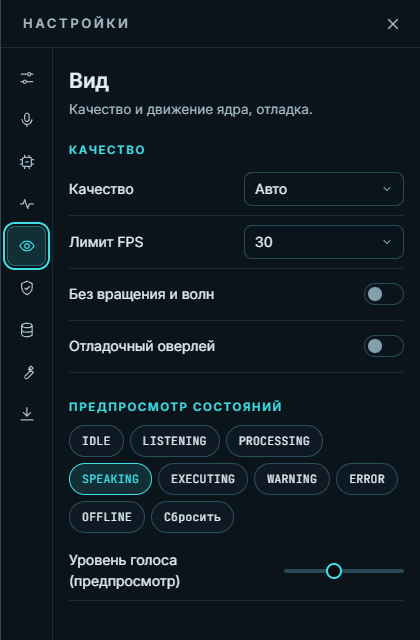 НАСТРОЙКИ
Вид
Качество и движение ядра, отладка.
КАЧЕСТВО
Качество Авто
Лимит FPS 30
Без вращения и волн
Отладочный оверлей
ПРЕДПРОСМОТР СОСТОЯНИЙ
IDLE LISTENING PROCESSING
SPEAKING EXECUTING WARNING ERROR
OFFLINE Сбросить
Уровень голоса
(предпросмотр)